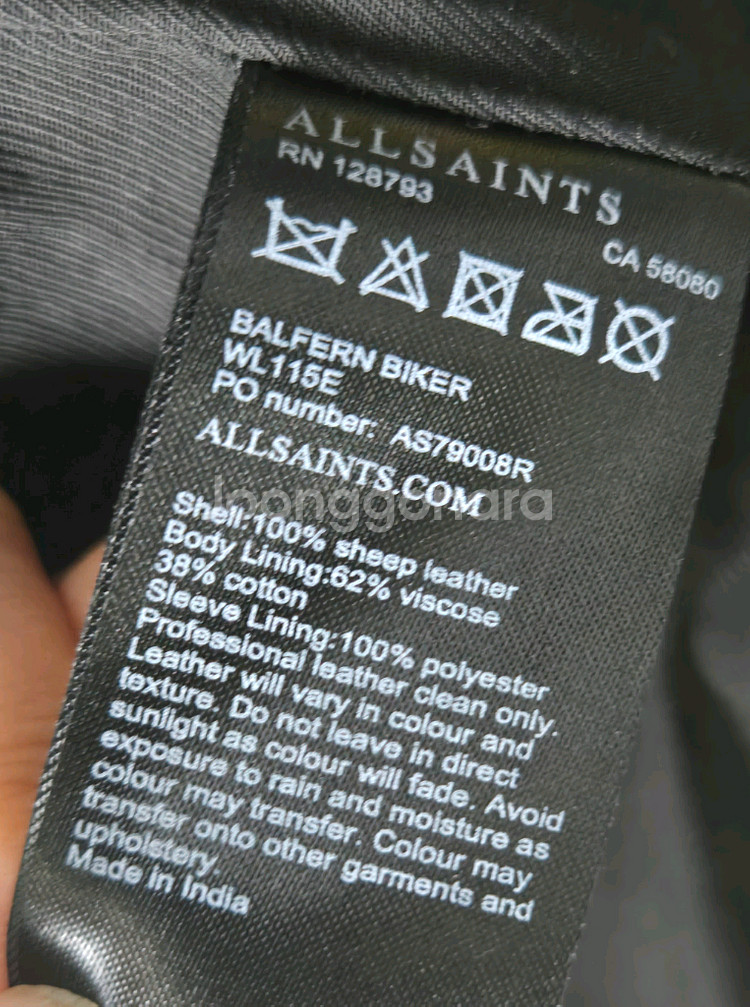 ALLSAINTS
RN 128793
CA 58080
BALFERN BIKER
WL115E
PO number: AS79008R
ALLSAINTS.COM
joonggonara
Shell:100% sheep leather
Body Lining:62% viscose
38% cotton
Sleeve Lining:100% polyester
Professional leather clean only.
Leather will vary in colour and
texture. Do not leave in direct
sunlight as colour will fade. Avoid
exposure to rain and moisture as
colour may transfer. Colour may
transfer onto other garments and
upholstery.
Made in India